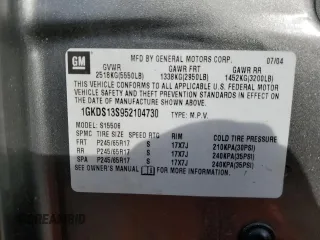 GM
MFD BY GENERAL MOTORS CORP. 07/04
GVWR GAWR FRT GAWR RR
2518KG(5550LB) 1338KG(2950LB) 1452KG(3200LB)
THIS VEHICLE CONFORMS TO ALL APPLICABLE U.S. FEDERAL
MOTOR VEHICLE SAFETY AND THEFT PREVENTION STANDARDS
IN EFFECT ON THE DATE OF MANUFACTURE SHOWN ABOVE.
1GKDS13S952104730 TYPE: M.P.V.
MODEL: S15506
SPMC TIRE SIZE SPEED RTG RIM COLD TIRE PRESSURE
FRT P245/65R17 S 17X7J 210KPA(30PSI)
RR P245/65R17 S 17X7J 240KPA(35PSI)
SPA P245/65R17 S 17X7J 240KPA(35PSI)
SEE OWNER'S MANUAL FOR ADDITIONAL INFORMATION.